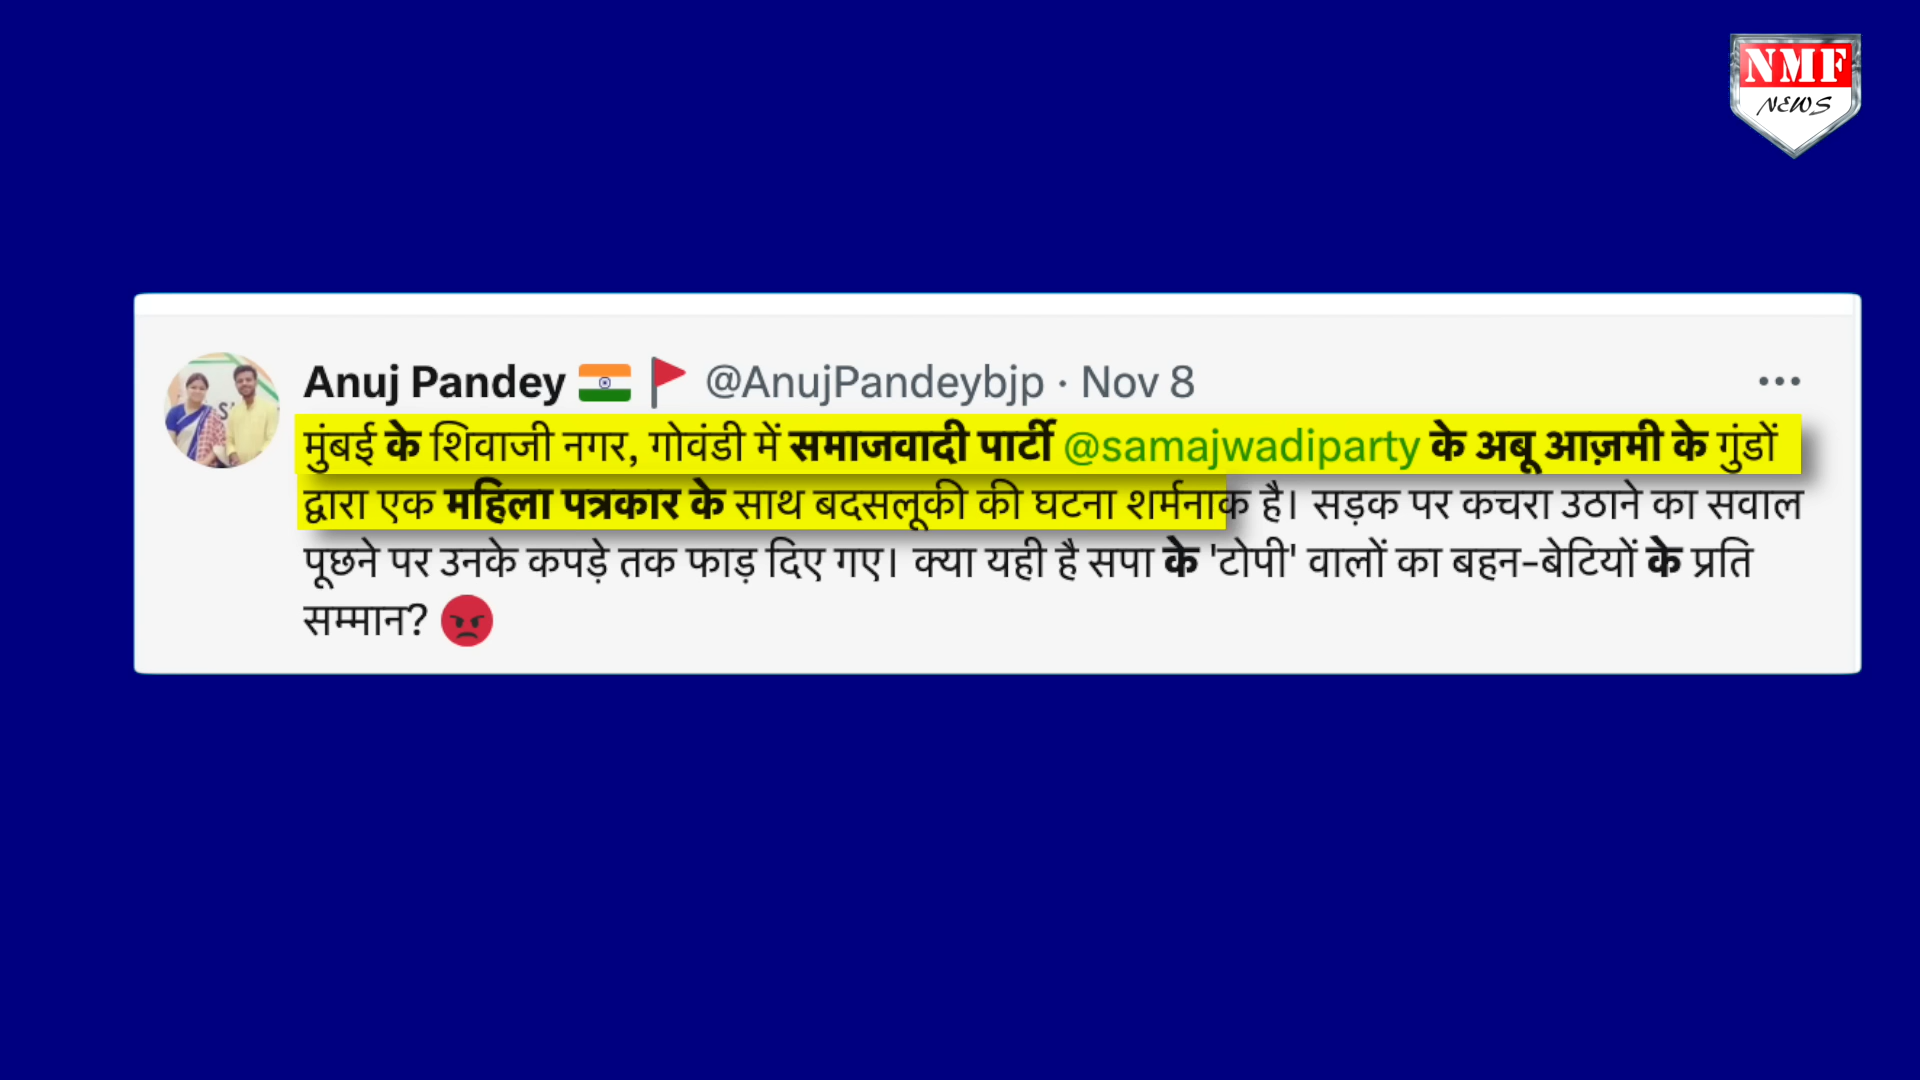 NMF
NEWS
Anuj Pandey 🇮🇳 🚩 @AnujPandeybjp · Nov 8
मुंबई के शिवाजी नगर, गोवंडी में समाजवादी पार्टी @samajwadiparty के अबू आज़मी के गुंडों
द्वारा एक महिला पत्रकार के साथ बदसलूकी की घटना शर्मनाक है। सड़क पर कचरा उठाने का सवाल
पूछने पर उनके कपड़े तक फाड़ दिए गए। क्या यही है सपा के 'टोपी' वालों का बहन-बेटियों के प्रति
सम्मान? 😡